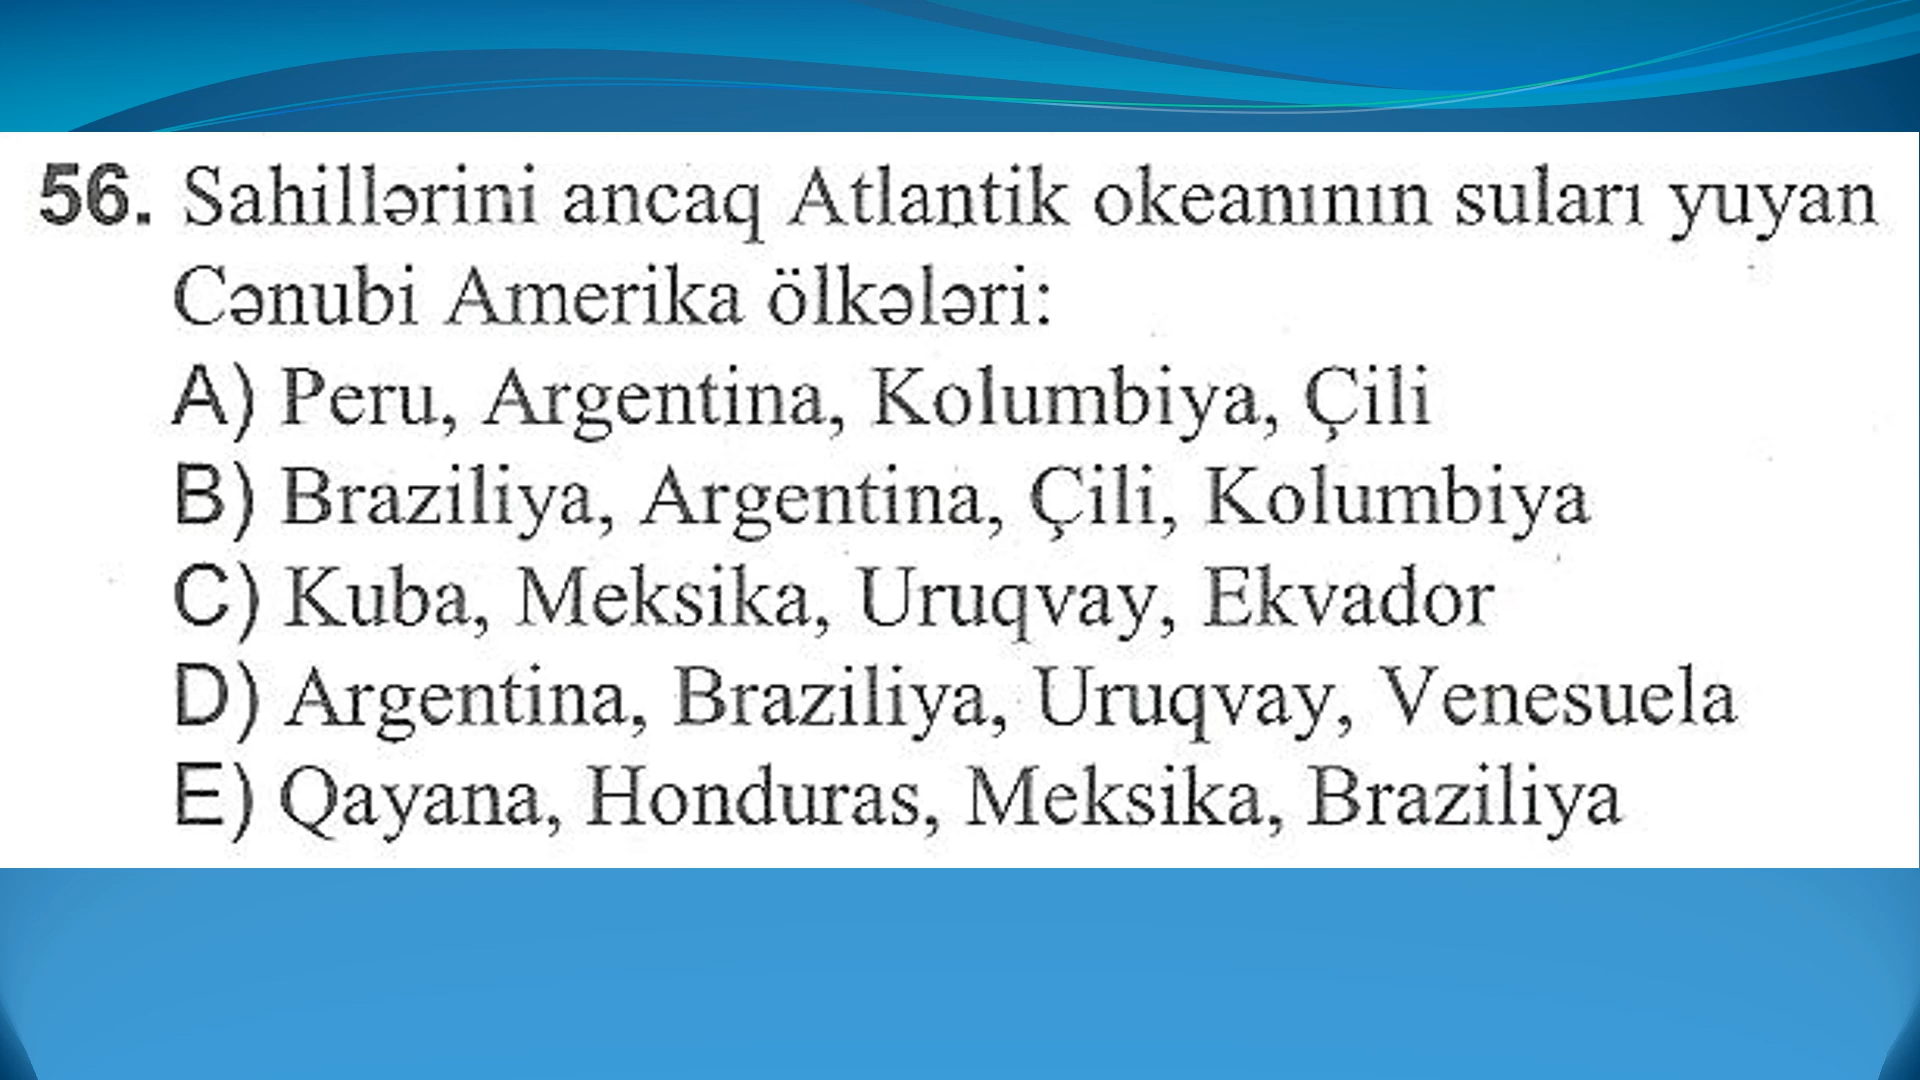 56. Sahillərini ancaq Atlantik okeanının suları yuyan
Cənubi Amerika ölkələri:
A) Peru, Argentina, Kolumbiya, Çili
B) Braziliya, Argentina, Çili, Kolumbiya
C) Kuba, Meksika, Uruqvay, Ekvador
D) Argentina, Braziliya, Uruqvay, Venesuela
E) Qayana, Honduras, Meksika, Braziliya